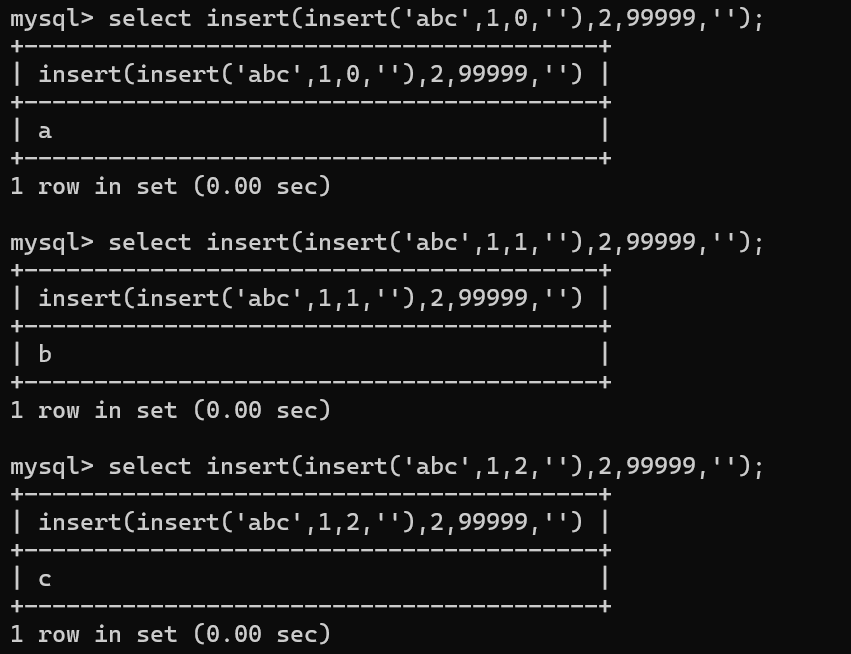 mysql> select insert(insert('abc',1,0,''),2,99999,'');
+-----------------------------------------+
| insert(insert('abc',1,0,''),2,99999,'') |
+-----------------------------------------+
| a                                       |
+-----------------------------------------+
1 row in set (0.00 sec)

mysql> select insert(insert('abc',1,1,''),2,99999,'');
+-----------------------------------------+
| insert(insert('abc',1,1,''),2,99999,'') |
+-----------------------------------------+
| b                                       |
+-----------------------------------------+
1 row in set (0.00 sec)

mysql> select insert(insert('abc',1,2,''),2,99999,'');
+-----------------------------------------+
| insert(insert('abc',1,2,''),2,99999,'') |
+-----------------------------------------+
| c                                       |
+-----------------------------------------+
1 row in set (0.00 sec)